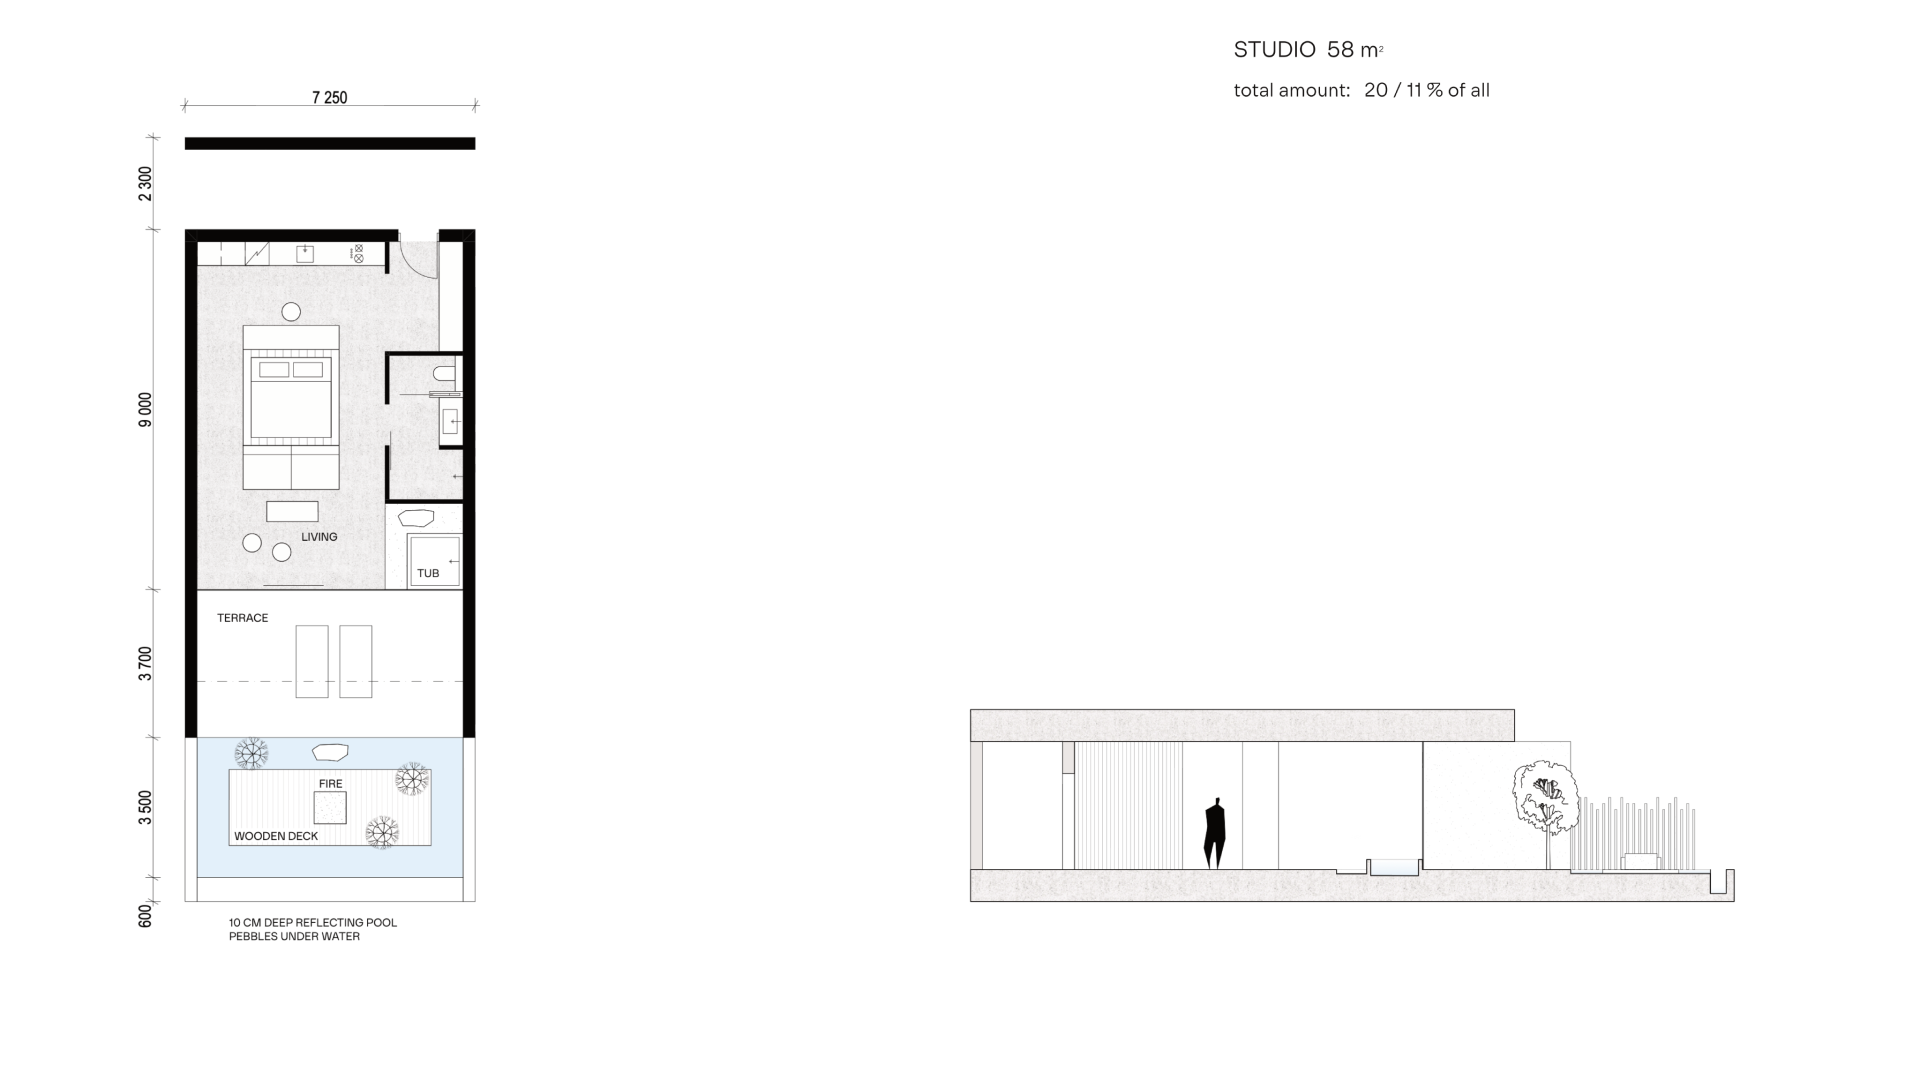 STUDIO 58 m²
total amount: 20 / 11 % of all
7 250
2 300
9 000
LIVING
TUB
TERRACE
3 700
FIRE
3 500
WOODEN DECK
600
10 CM DEEP REFLECTING POOL
PEBBLES UNDER WATER